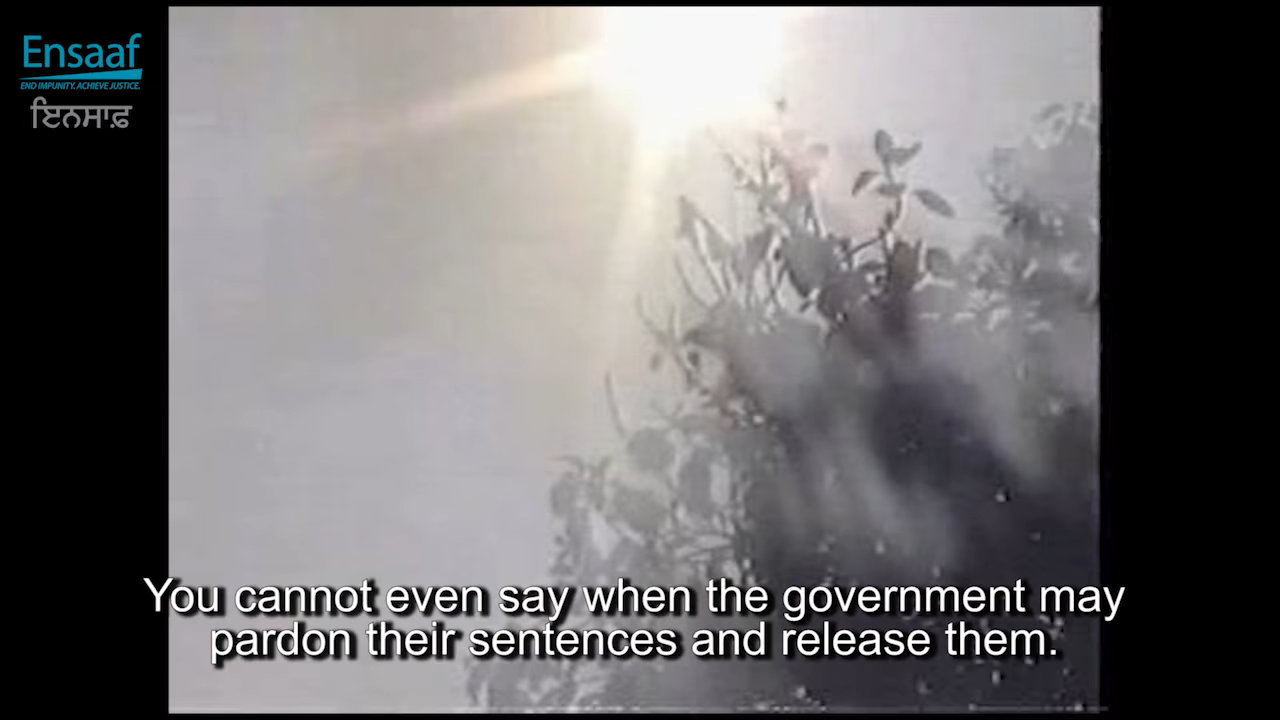 Ensaaf
END IMPUNITY. ACHIEVE JUSTICE.
ਇਨਸਾਫ਼
You cannot even say when the government may
pardon their sentences and release them.